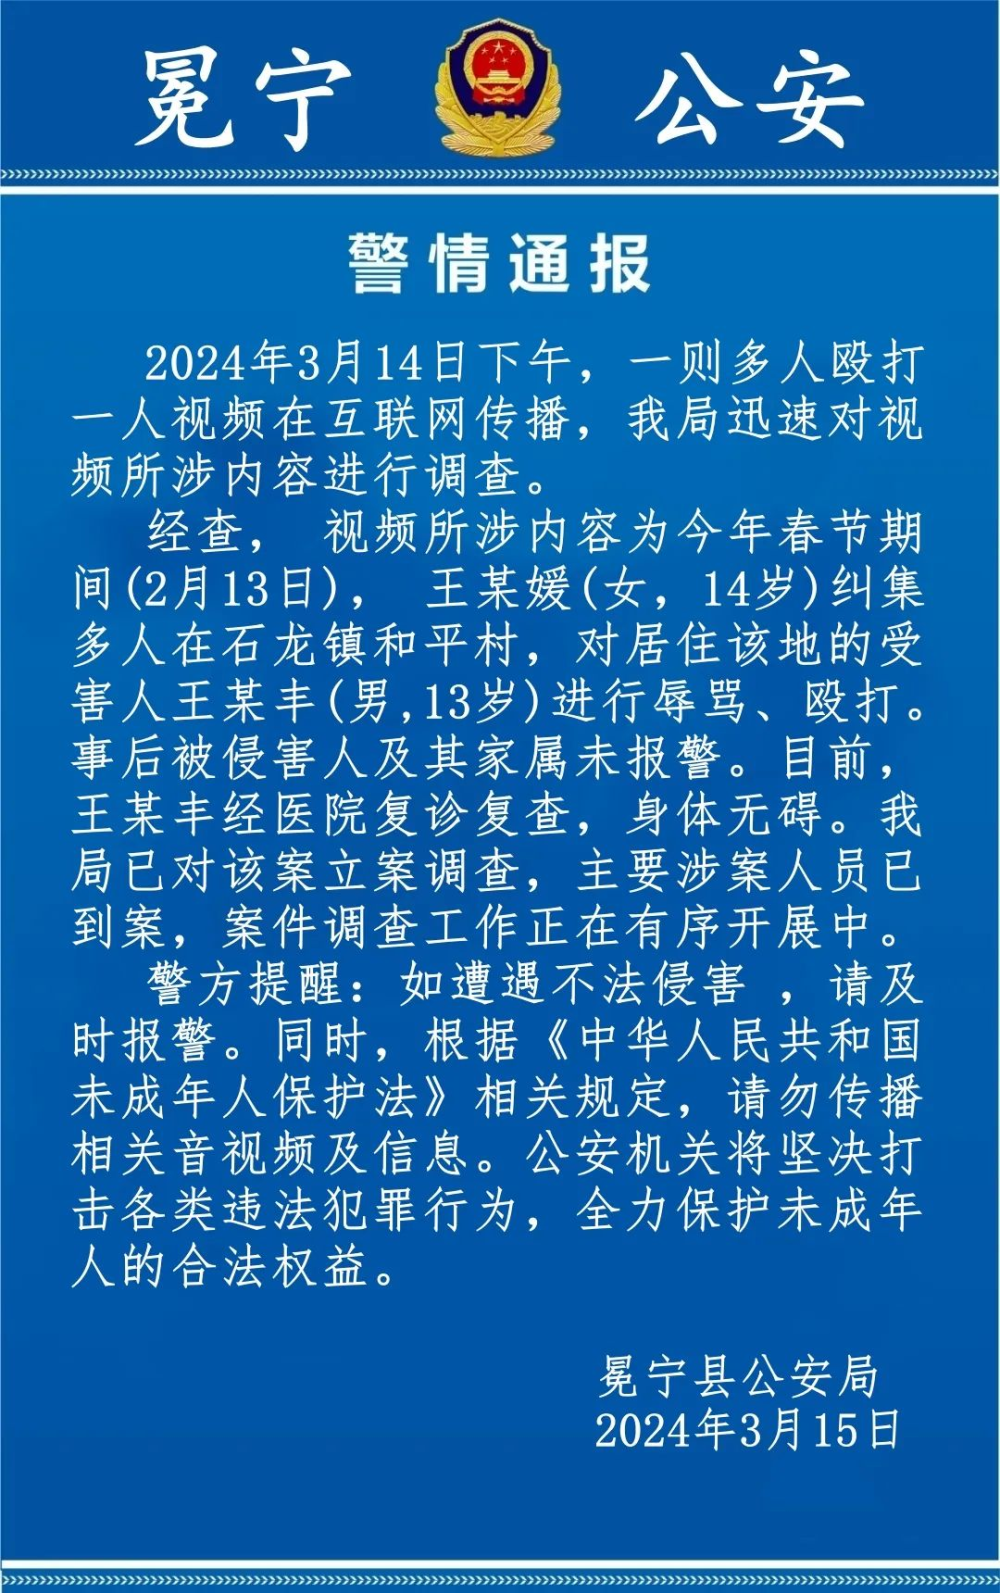 冕宁 公安
警情通报
2024年3月14日下午，一则多人殴打
一人视频在互联网传播，我局迅速对视
频所涉内容进行调查。
经查， 视频所涉内容为今年春节期
间(2月13日)， 王某媛(女，14岁)纠集
多人在石龙镇和平村，对居住该地的受
害人王某丰(男,13岁)进行辱骂、殴打。
事后被侵害人及其家属未报警。目前，
王某丰经医院复诊复查，身体无碍。我
局已对该案立案调查，主要涉案人员已
到案，案件调查工作正在有序开展中。
警方提醒：如遭遇不法侵害 ，请及
时报警。同时，根据《中华人民共和国
未成年人保护法》相关规定，请勿传播
相关音视频及信息。公安机关将坚决打
击各类违法犯罪行为，全力保护未成年
人的合法权益。
冕宁县公安局
2024年3月15日